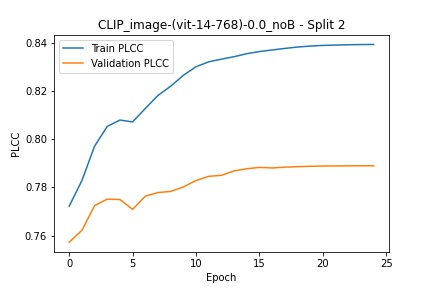 CLIP_image-(vit-14-768)-0.0_noB - Split 2
Train PLCC
Validation PLCC
0.84
0.82
0.80
0.78
0.76
PLCC
0
5
10
15
20
25
Epoch